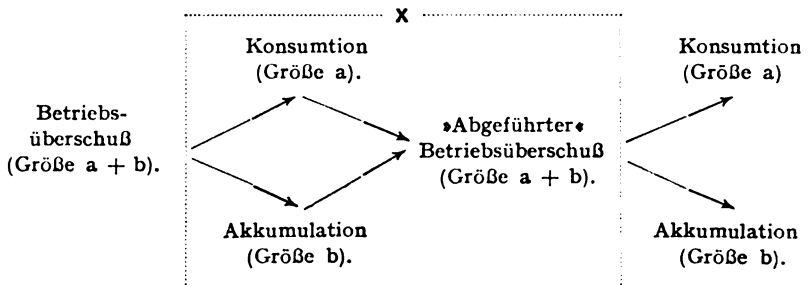 x
Konsumtion
(Größe a).
Konsumtion
(Größe a)
Betriebs-
überschuß
(Größe a + b).
»Abgeführter«
Betriebsüberschuß
(Größe a + b).
Akkumulation
(Größe b).
Akkumulation
(Größe b).